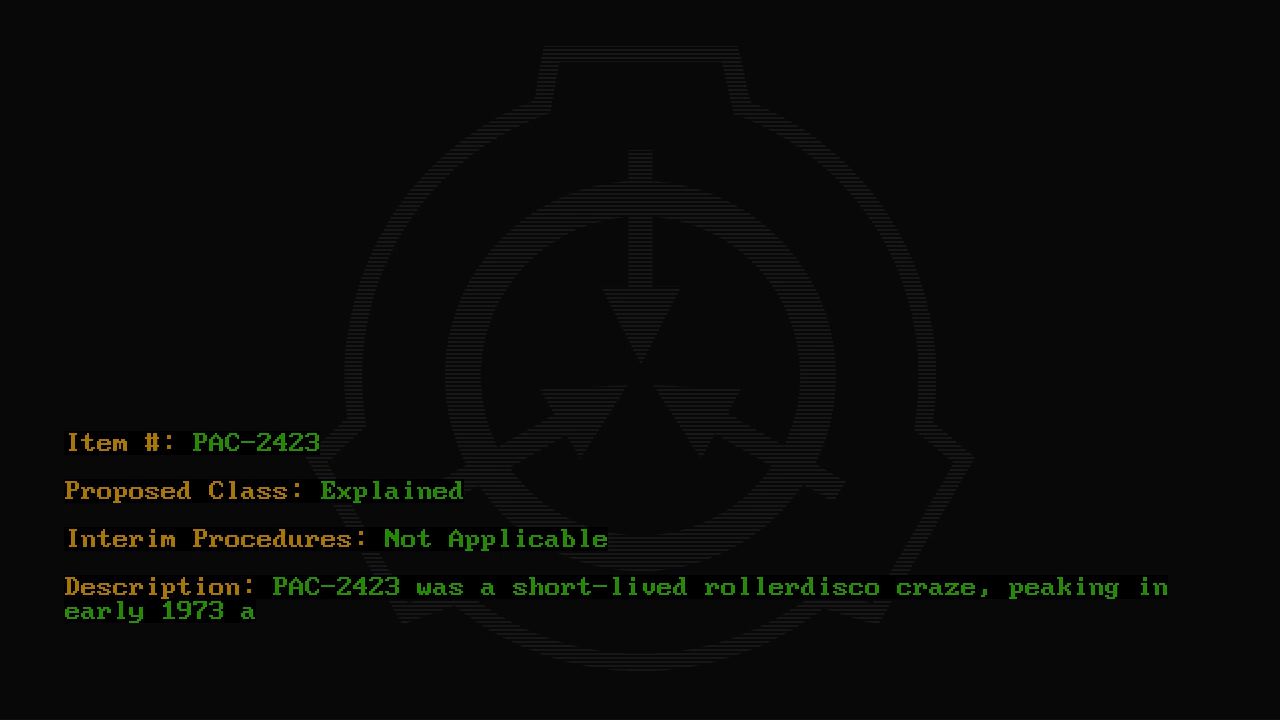 Item #: PAC-2423
Proposed Class: Explained
Interim Procedures: Not Applicable
Description: PAC-2423 was a short-lived rollerdisco craze, peaking in
early 1973 a